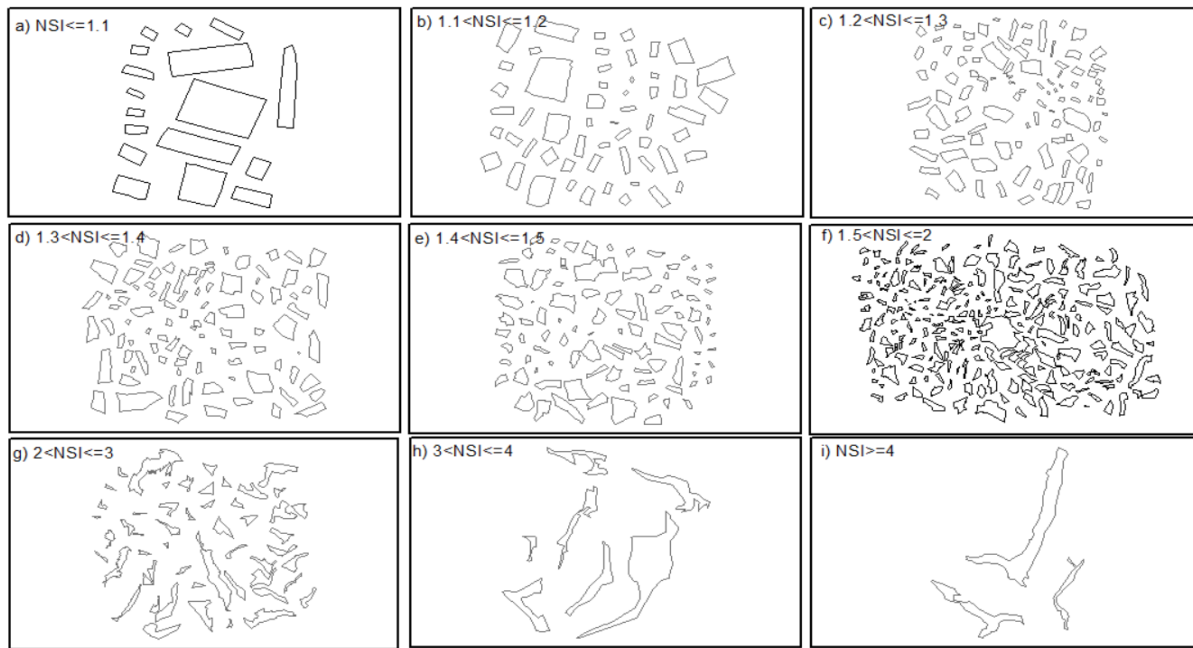 a) NSI<=1.1
b) 1.1<NSI<=1.2
c) 1.2<NSI<=1.3
d) 1.3<NSI<=1.4
e) 1.4<NSI<=1.5
f) 1.5<NSI<=2
g) 2<NSI<=3
h) 3<NSI<=4
i) NSI>=4